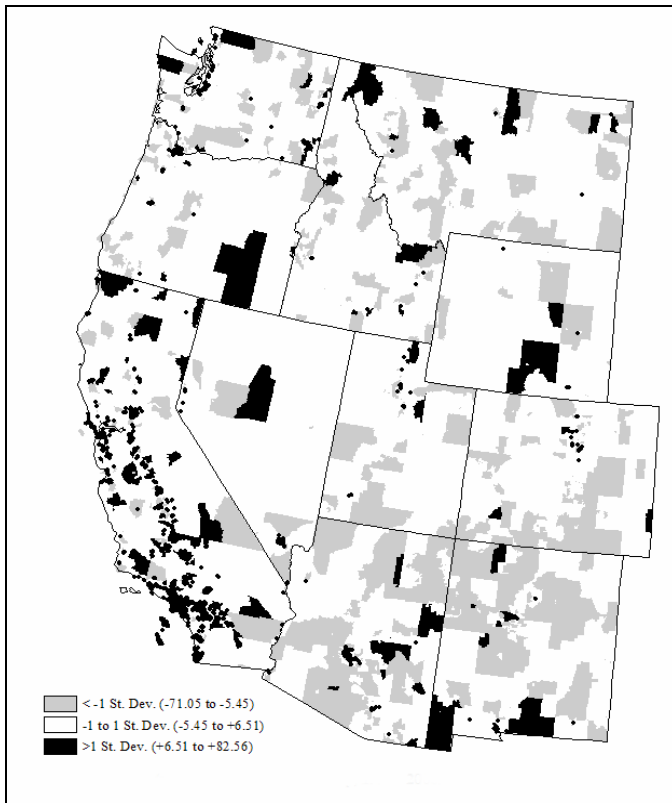 < -1 St. Dev. (-71.05 to -5.45)
-1 to 1 St. Dev. (-5.45 to +6.51)
>1 St. Dev. (+6.51 to +82.56)